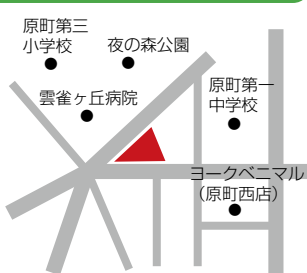 原町第三
小学校
夜の森公園
雲雀ヶ丘病院
原町第一
中学校
ヨークベニマル
（原町西店）